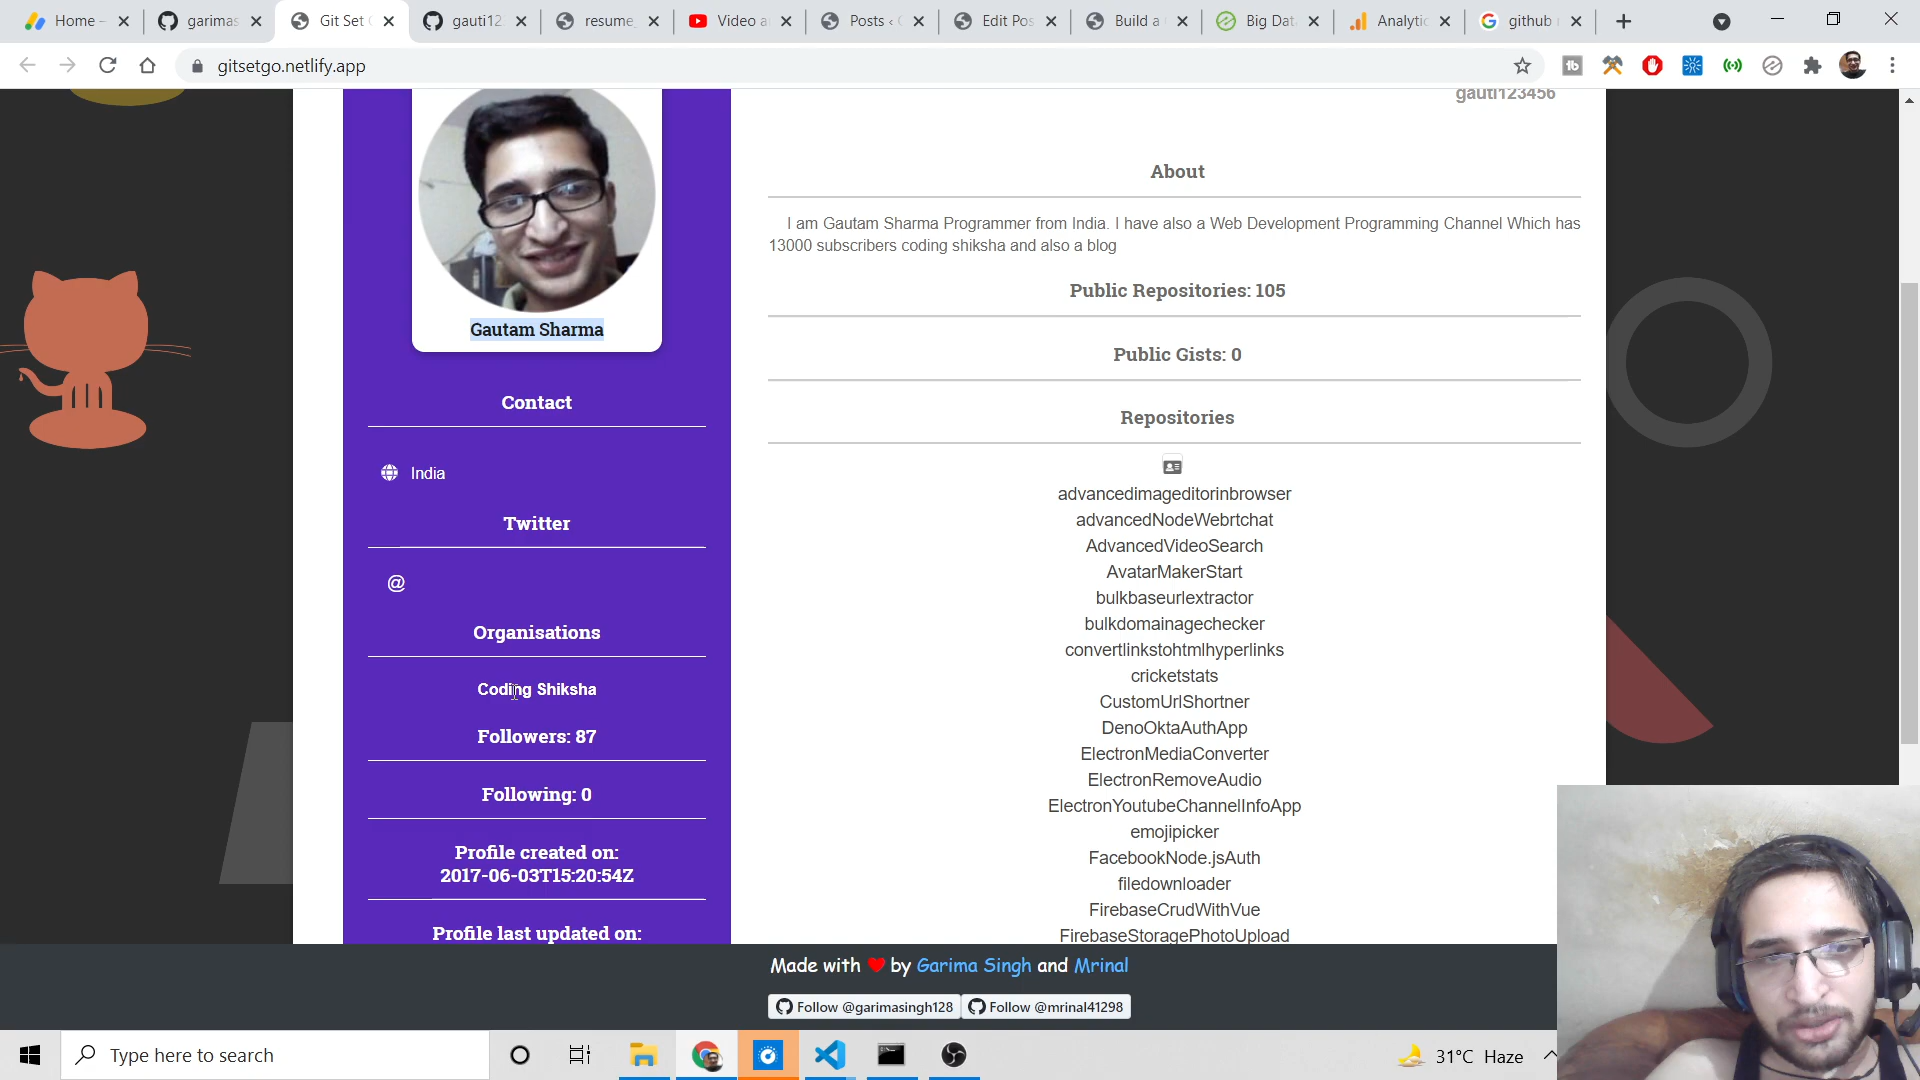 Home –
garimas
Git Set
gauti12
resume_
Video a
Posts ‹
Edit Pos
Build a
Big Dat
Analytic
github
gitsetgo.netlify.app
gauti123456
Gautam Sharma
Contact
India
Twitter
@
Organisations
Coding Shiksha
Followers: 87
Following: 0
Profile created on:
2017-06-03T15:20:54Z
Profile last updated on:
About
I am Gautam Sharma Programmer from India. I have also a Web Development Programming Channel Which has
13000 subscribers coding shiksha and also a blog
Public Repositories: 105
Public Gists: 0
Repositories
advancedimageditorinbrowser
advancedNodeWebrtchat
AdvancedVideoSearch
AvatarMakerStart
bulkbaseurlextractor
bulkdomainagechecker
convertlinkstohtmlhyperlinks
cricketstats
CustomUrlShortner
DenoOktaAuthApp
ElectronMediaConverter
ElectronRemoveAudio
ElectronYoutubeChannelInfoApp
emojipicker
FacebookNode.jsAuth
filedownloader
FirebaseCrudWithVue
FirebaseStoragePhotoUpload
Made with ❤ by Garima Singh and Mrinal
Follow @garimasingh128
Follow @mrinal41298
Type here to search
31°C Haze